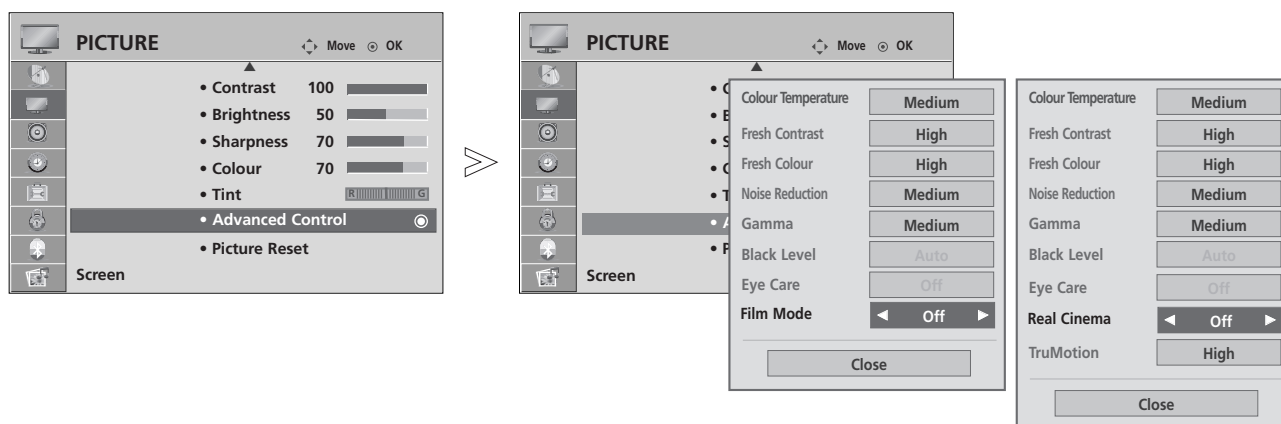 PICTURE Move OK
• Contrast 100
• Brightness 50
• Sharpness 70
• Colour 70
• Tint R G
• Advanced Control
• Picture Reset
Screen
PICTURE Move OK
Screen
Colour Temperature Medium
Fresh Contrast High
Fresh Colour High
Noise Reduction Medium
Gamma Medium
Black Level Auto
Eye Care Off
Film Mode ◄ Off ►
Close
Colour Temperature Medium
Fresh Contrast High
Fresh Colour High
Noise Reduction Medium
Gamma Medium
Black Level Auto
Eye Care Off
Real Cinema ◄ Off ►
TruMotion High
Close